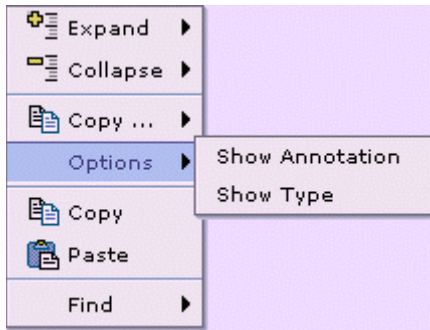 Expand
Collapse
Copy ...
Options
Show Annotation
Show Type
Copy
Paste
Find